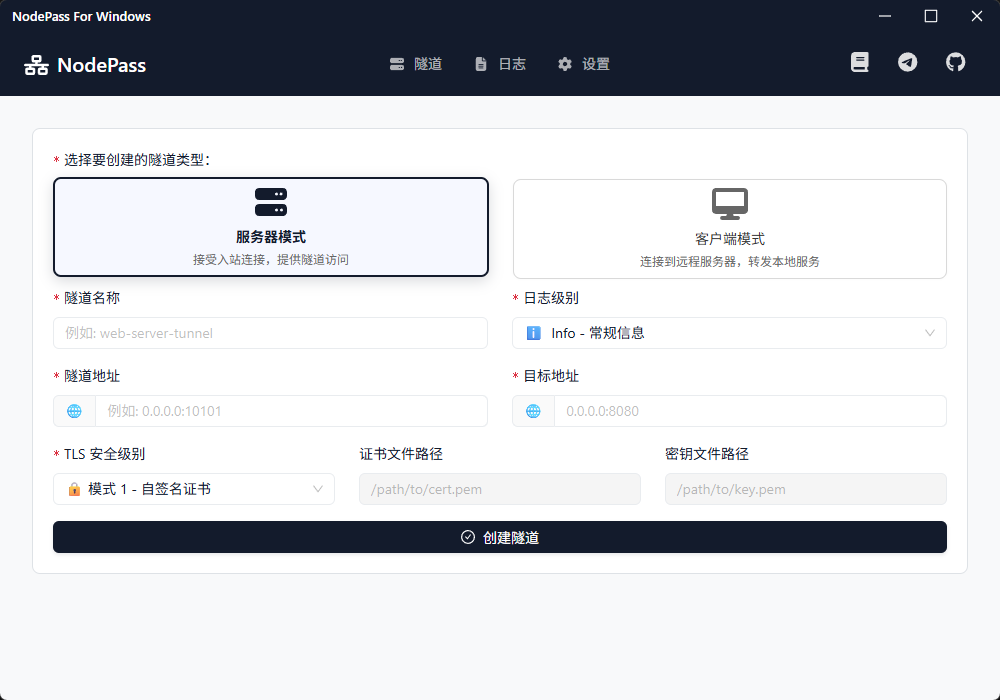 NodePass For Windows
NodePass
隧道
日志
设置
* 选择要创建的隧道类型:
服务器模式
接受入站连接，提供隧道访问
客户端模式
连接到远程服务器，转发本地服务
* 隧道名称
例如: web-server-tunnel
* 日志级别
Info - 常规信息
* 隧道地址
例如: 0.0.0.0:10101
* 目标地址
0.0.0.0:8080
* TLS 安全级别
模式 1 - 自签名证书
证书文件路径
/path/to/cert.pem
密钥文件路径
/path/to/key.pem
创建隧道